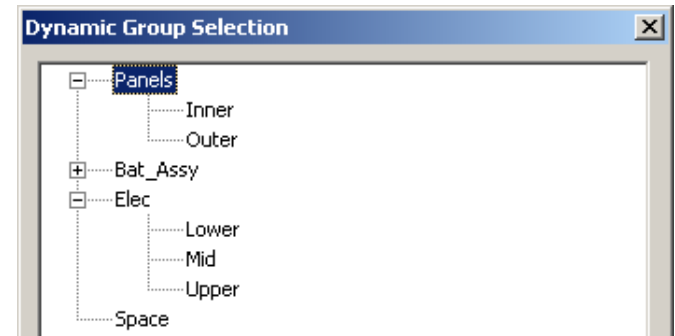 Dynamic Group Selection
Panels
Inner
Outer
Bat_Assy
Elec
Lower
Mid
Upper
Space